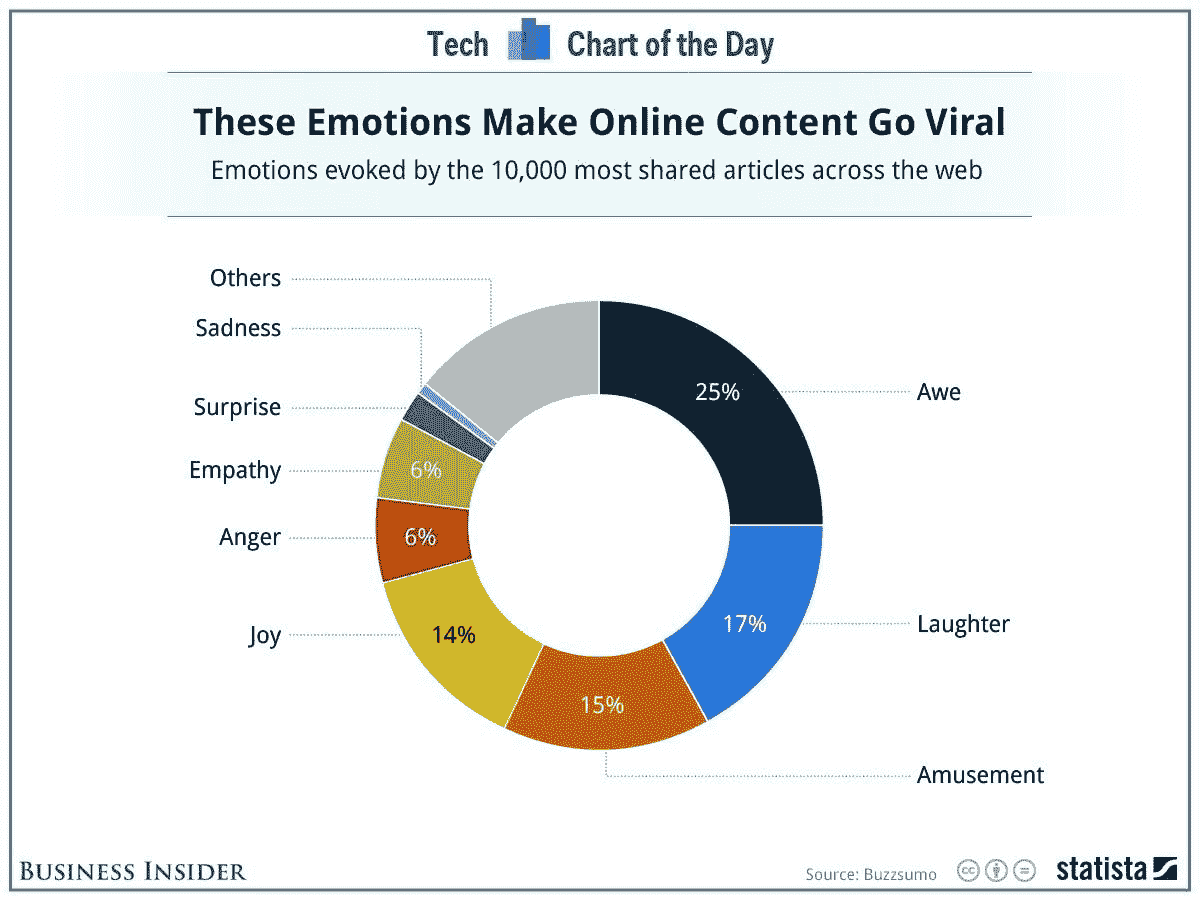 Tech Chart of the Day
These Emotions Make Online Content Go Viral
Emotions evoked by the 10,000 most shared articles across the web
Others
Sadness
Surprise
Empathy
6%
Anger
6%
Joy
14%
25%
Awe
17%
Laughter
15%
Amusement
BUSINESS INSIDER
Source: Buzzsumo
cc
statista